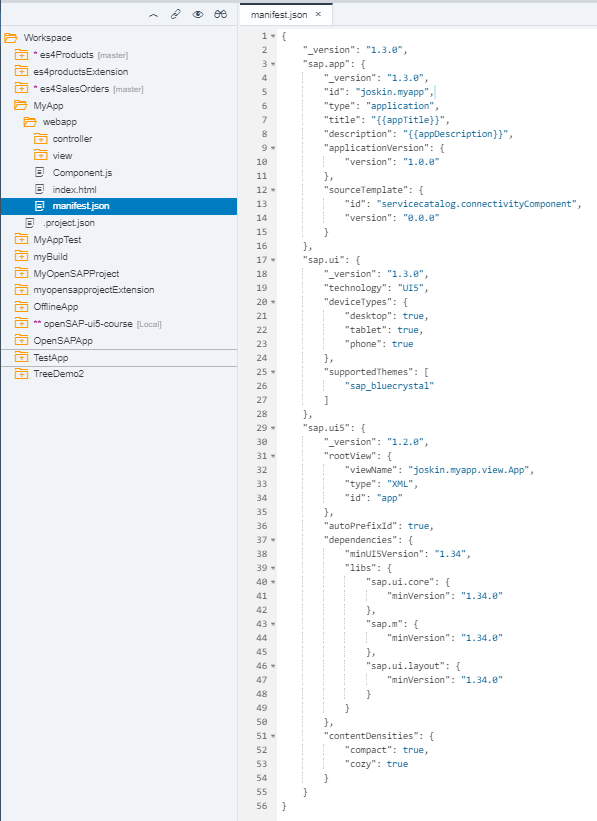 manifest.json ×
Workspace
* es4Products [master]
es4productsExtension
* es4SalesOrders [master]
MyApp
webapp
controller
view
Component.js
index.html
manifest.json
.project.json
MyAppTest
myBuild
MyOpenSAPProject
myopensapprojectExtension
OfflineApp
** openSAP-ui5-course [Local]
OpenSAPApp
TestApp
TreeDemo2
1 {
2 "_version": "1.3.0",
3 "sap.app": {
4 "_version": "1.3.0",
5 "id": "joskin.myapp",
6 "type": "application",
7 "title": "{{appTitle}}",
8 "description": "{{appDescription}}",
9 "applicationVersion": {
10 "version": "1.0.0"
11 },
12 "sourceTemplate": {
13 "id": "servicecatalog.connectivityComponent",
14 "version": "0.0.0"
15 }
16 },
17 "sap.ui": {
18 "_version": "1.3.0",
19 "technology": "UI5",
20 "deviceTypes": {
21 "desktop": true,
22 "tablet": true,
23 "phone": true
24 },
25 "supportedThemes": [
26 "sap_bluecrystal"
27 ]
28 },
29 "sap.ui5": {
30 "_version": "1.2.0",
31 "rootView": {
32 "viewName": "joskin.myapp.view.App",
33 "type": "XML",
34 "id": "app"
35 },
36 "autoPrefixId": true,
37 "dependencies": {
38 "minUI5Version": "1.34",
39 "libs": {
40 "sap.ui.core": {
41 "minVersion": "1.34.0"
42 },
43 "sap.m": {
44 "minVersion": "1.34.0"
45 },
46 "sap.ui.layout": {
47 "minVersion": "1.34.0"
48 }
49 }
50 },
51 "contentDensities": {
52 "compact": true,
53 "cozy": true
54 }
55 }
56 }